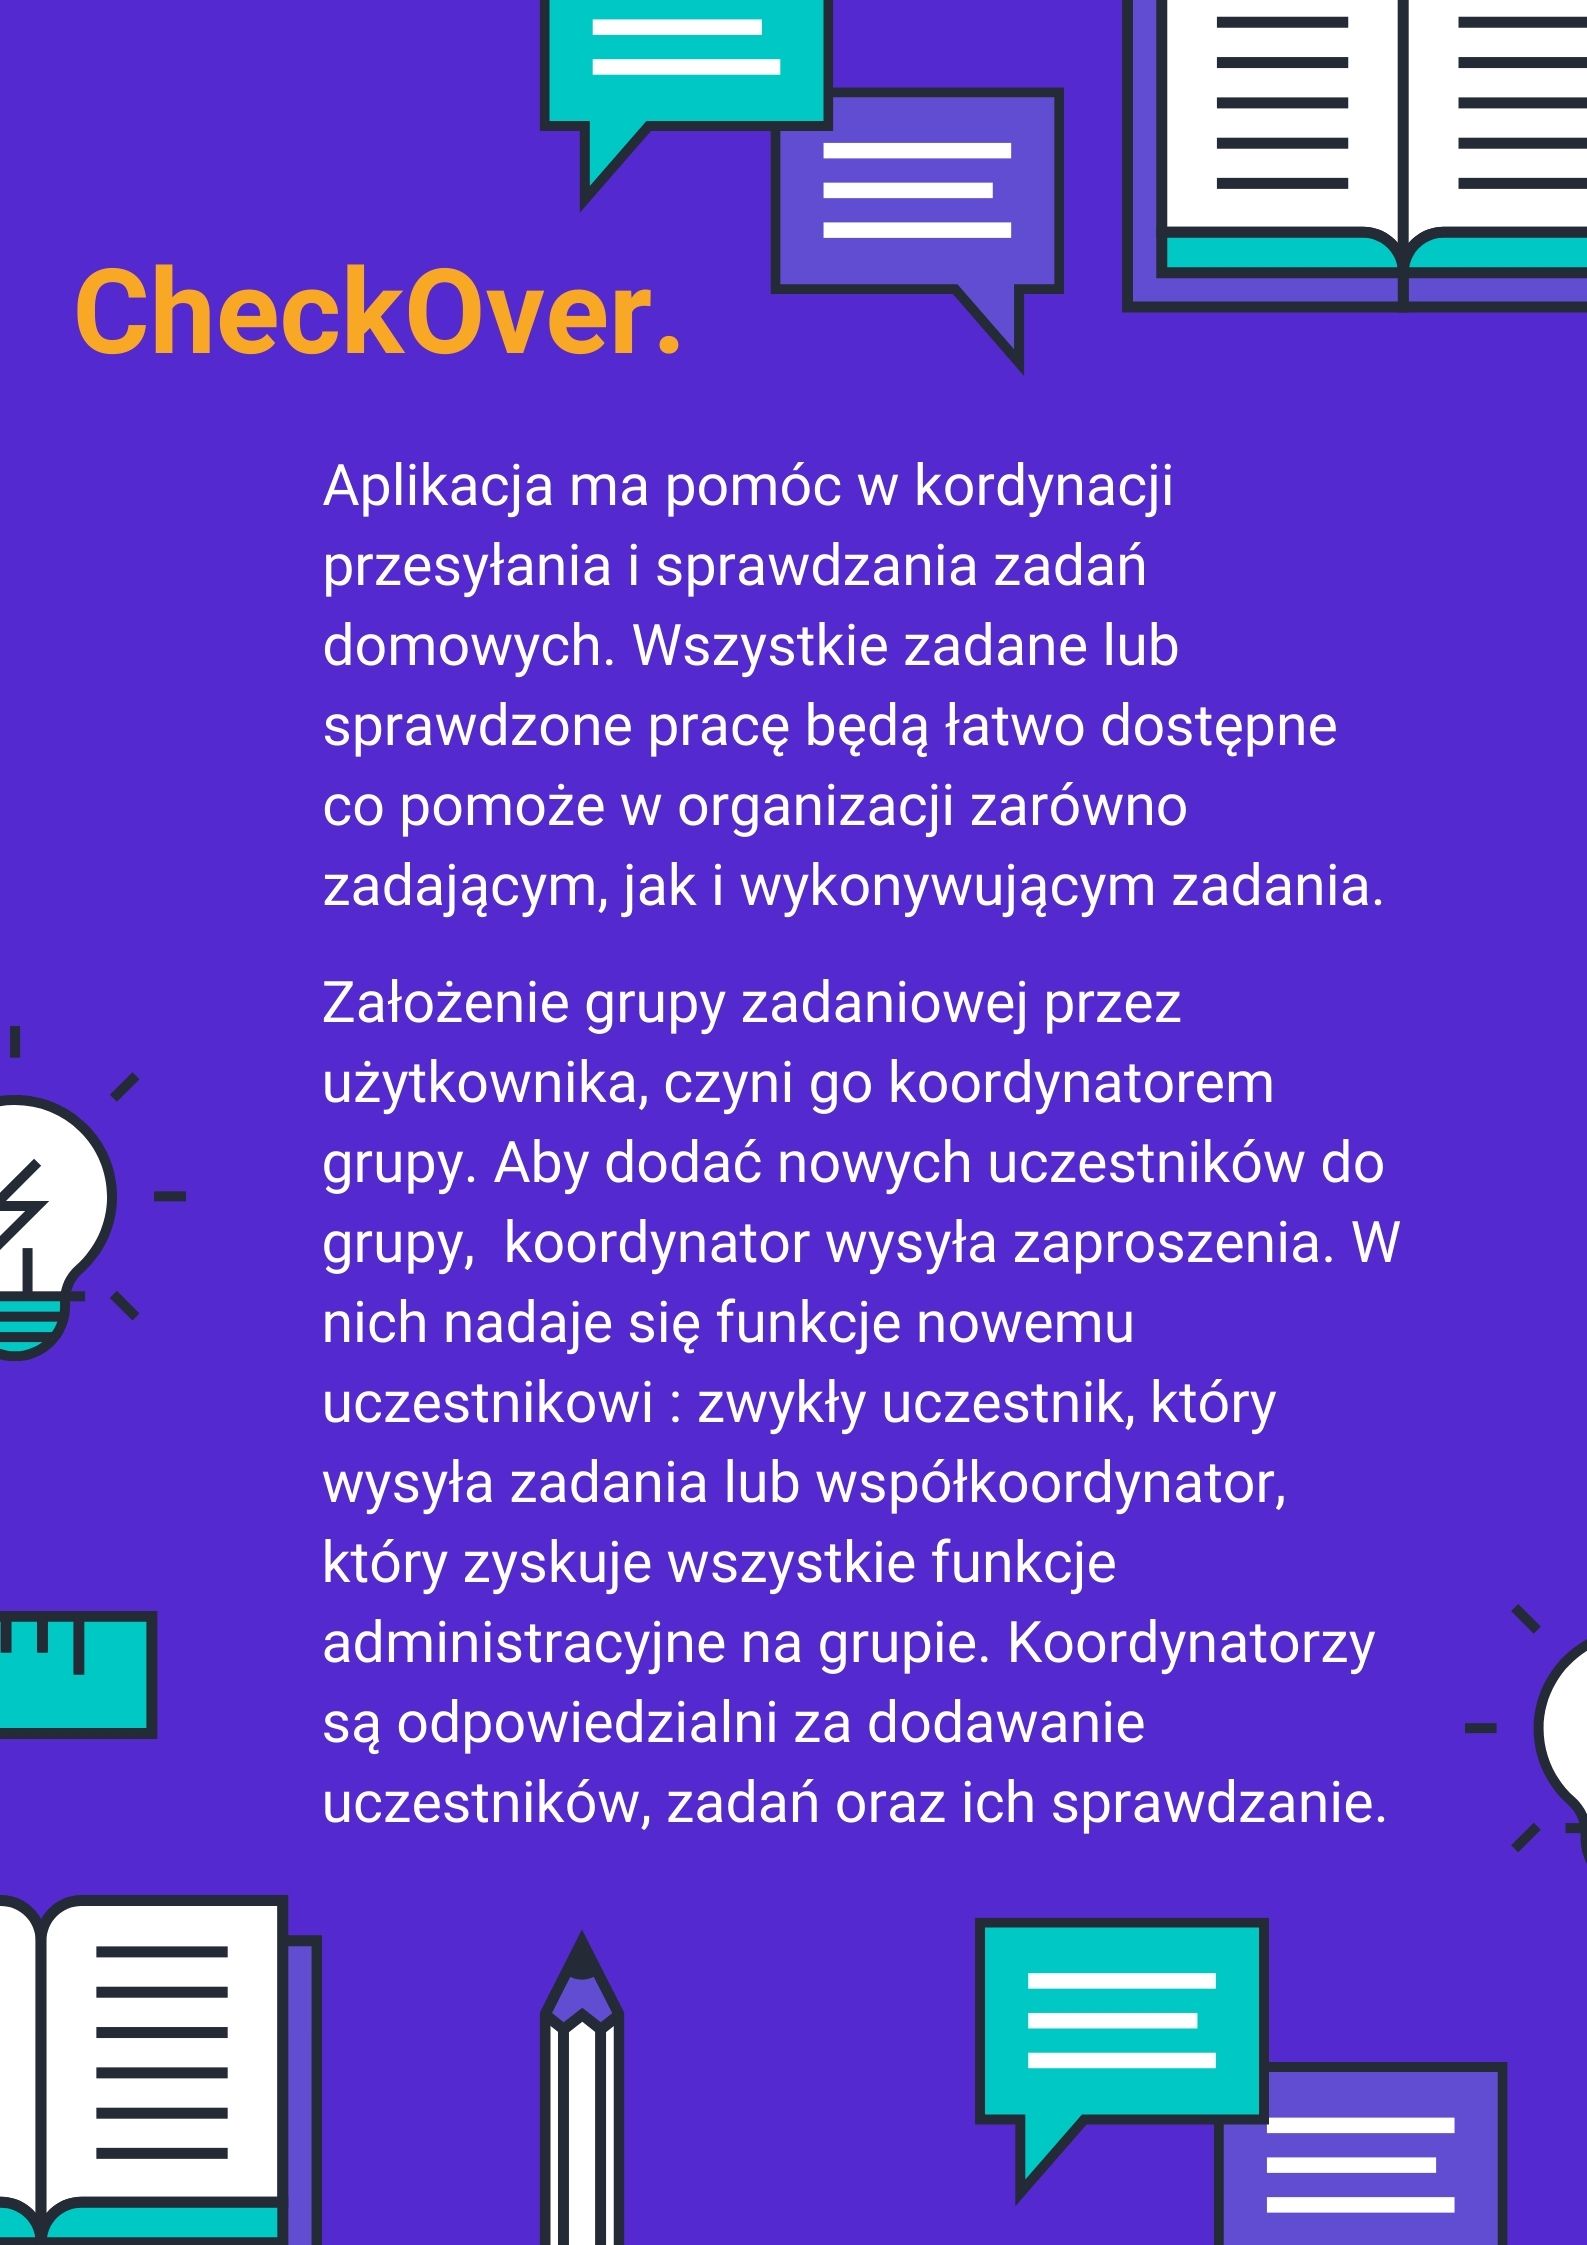 CheckOver.
Aplikacja ma pomóc w kordynacji
przesyłania i sprawdzania zadań
domowych. Wszystkie zadane lub
sprawdzone pracę będą łatwo dostępne
co pomoże w organizacji zarówno
zadającym, jak i wykonywującym zadania.
Założenie grupy zadaniowej przez
użytkownika, czyni go koordynatorem
grupy. Aby dodać nowych uczestników do
grupy,  koordynator wysyła zaproszenia. W
nich nadaje się funkcje nowemu
uczestnikowi : zwykły uczestnik, który
wysyła zadania lub współkoordynator,
który zyskuje wszystkie funkcje
administracyjne na grupie. Koordynatorzy
są odpowiedzialni za dodawanie
uczestników, zadań oraz ich sprawdzanie.